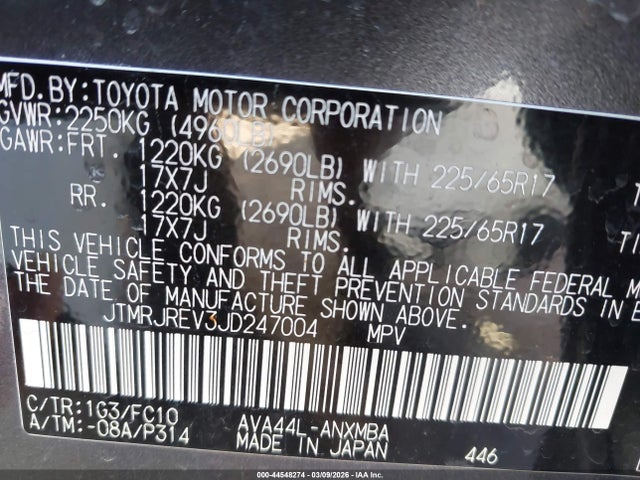 MFD.BY:TOYOTA MOTOR CORPORATION
GVWR:2250KG (4960LB)
GAWR:FRT. 1220KG (2690LB) WITH 225/65R17
17X7J RIMS.
RR. 1220KG (2690LB) WITH 225/65R17
17X7J RIMS.
THIS VEHICLE CONFORMS TO ALL APPLICABLE FEDERAL M
VEHICLE SAFETY AND THEFT PREVENTION STANDARDS IN E
THE DATE OF MANUFACTURE SHOWN ABOVE.
JTMRJREV3JD247004 MPV
C/TR:1G3/FC10 AVA44L-ANXMBA
A/TM:-08A/P314 MADE IN JAPAN 446
000-44548274 | 03/09/2026 - IAA Inc.